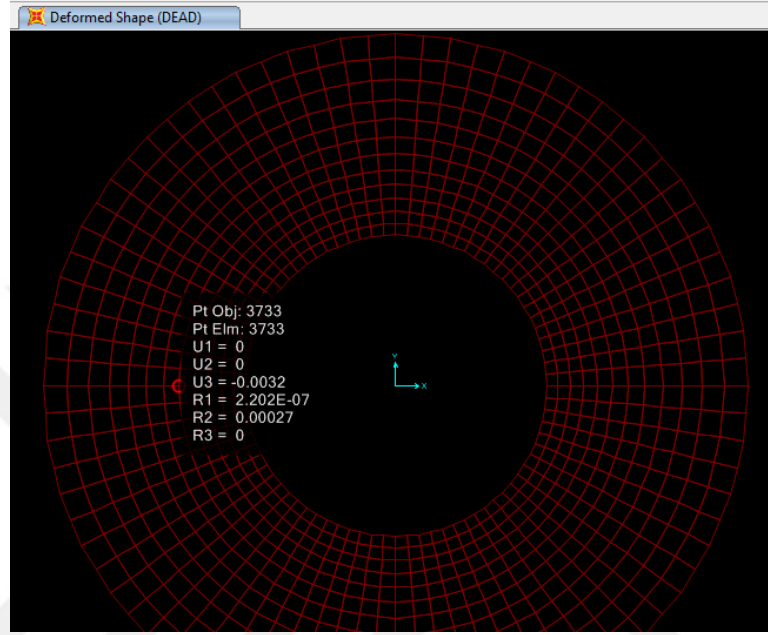 Deformed Shape (DEAD)
Pt Obj: 3733
Pt Elm: 3733
U1 = 0
U2 = 0
U3 = -0.0032
R1 = 2.202E-07
R2 = 0.00027
R3 = 0
Y
X